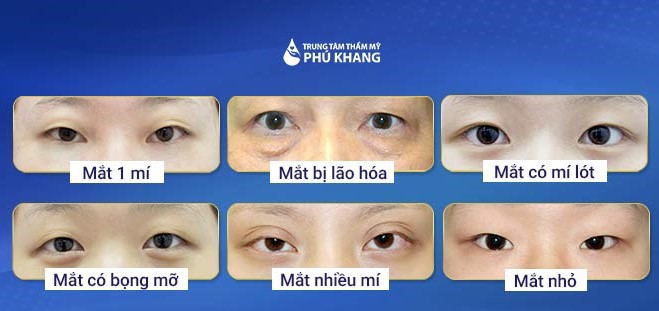 TRUNG TÂM THẨM MỸ
PHÚ KHANG
Mắt 1 mí
Mắt bị lão hóa
Mắt có mí lót
Mắt có bọng mỡ
Mắt nhiều mí
Mắt nhỏ